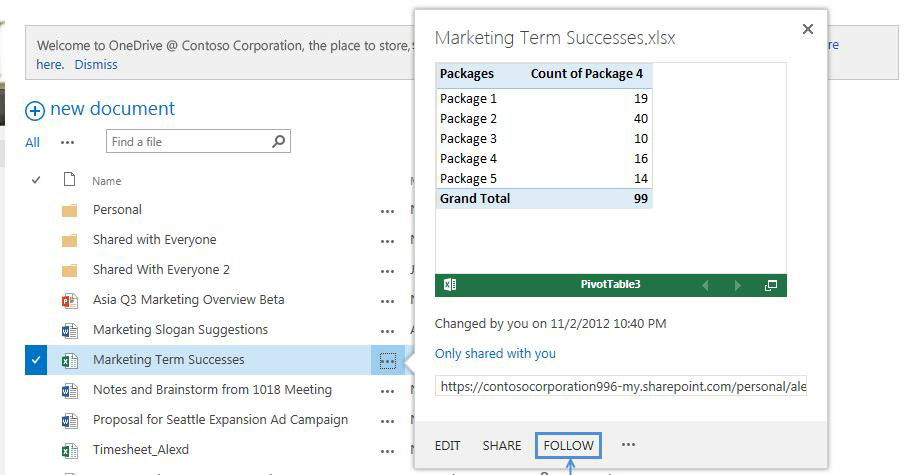 Welcome to OneDrive @ Contoso Corporation, the place to store,
re
here. Dismiss
new document
All ...
Find a file
Name
Personal ...
Shared with Everyone ...
Shared With Everyone 2 ...
Asia Q3 Marketing Overview Beta ...
Marketing Slogan Suggestions ...
Marketing Term Successes ...
Notes and Brainstorm from 1018 Meeting ...
Proposal for Seattle Expansion Ad Campaign ...
Timesheet_Alexd ...
Marketing Term Successes.xlsx
Packages Count of Package 4
Package 1 19
Package 2 40
Package 3 10
Package 4 16
Package 5 14
Grand Total 99
PivotTable3
Changed by you on 11/2/2012 10:40 PM
Only shared with you
https://contosocorporation996-my.sharepoint.com/personal/ale
EDIT SHARE FOLLOW ...